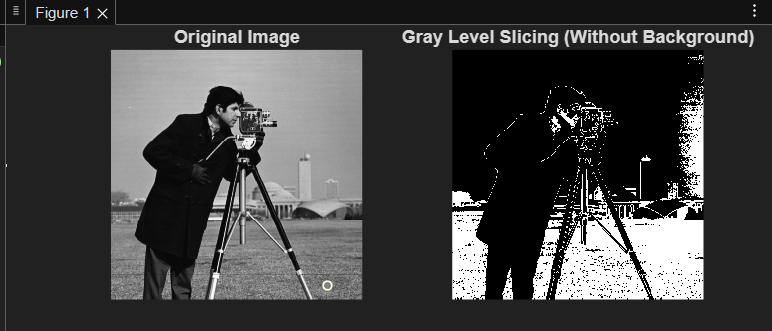 Figure 1
Original Image
Gray Level Slicing (Without Background)